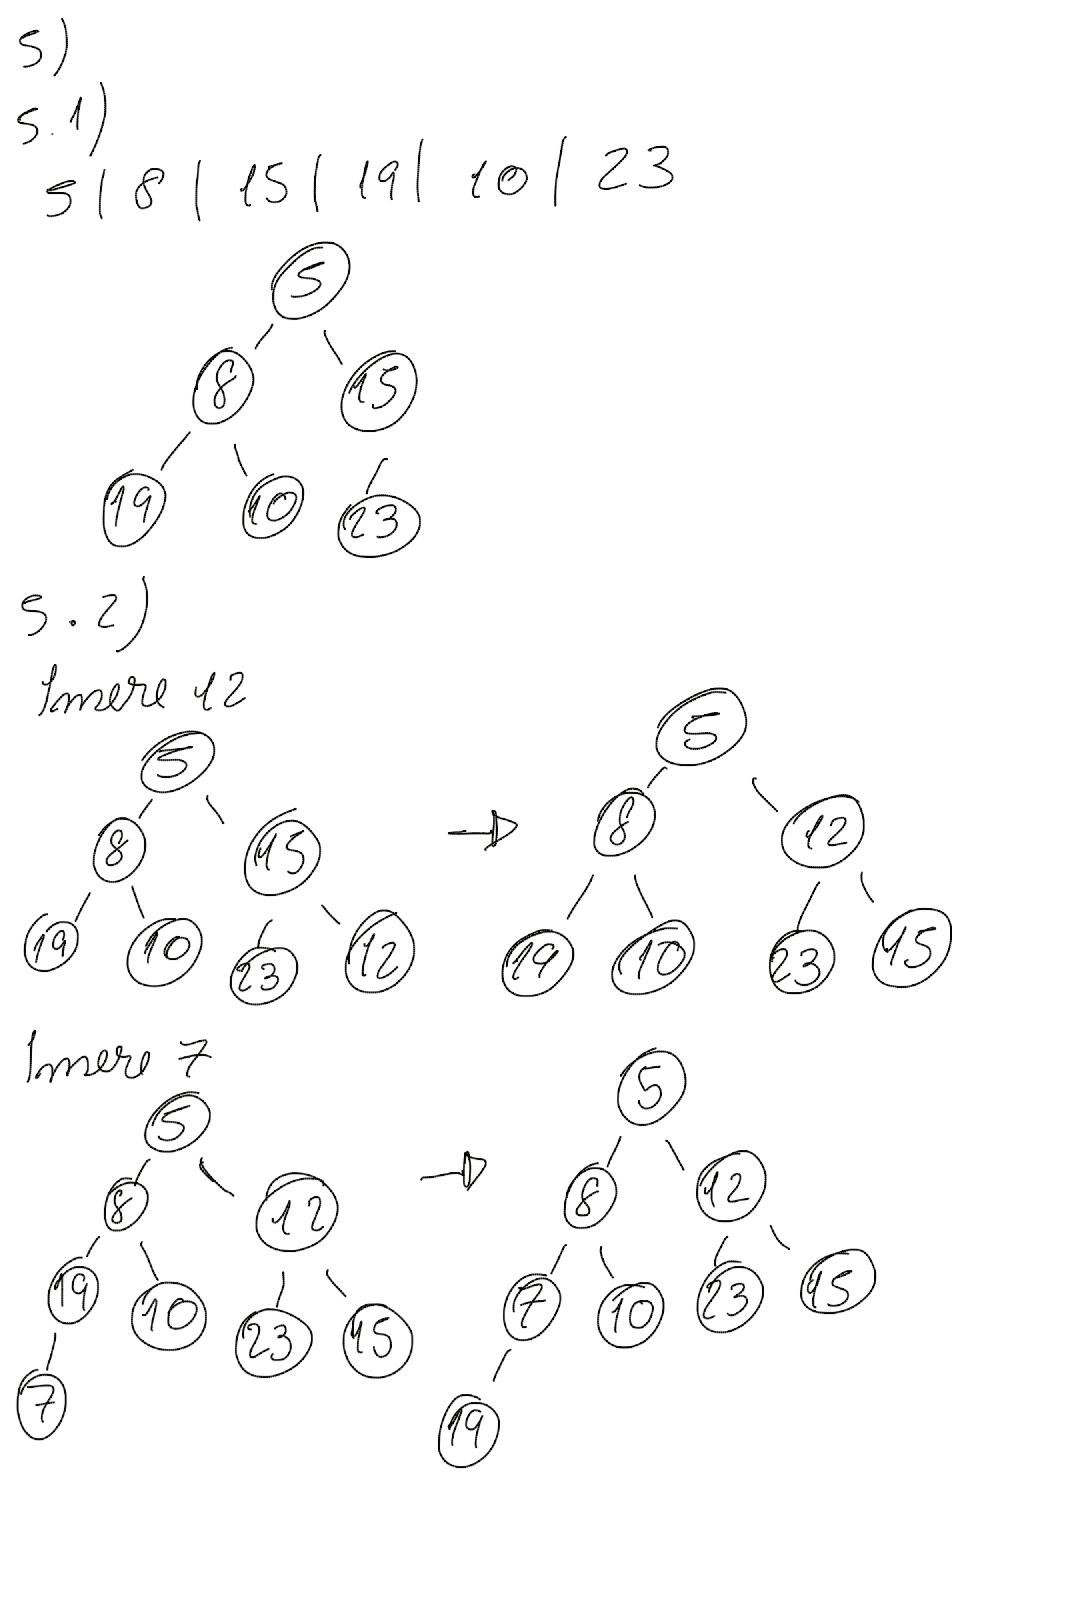 5)
5.1)
5 | 8 | 15 | 19 | 10 | 23
5
8 15
19 10 23
5.2)
Insere 12
5 5
8 15 8 12
19 10 23 12 19 10 23 15
Insere 7
5 5
8 12 8 12
19 10 23 15 7 10 23 15
7 19